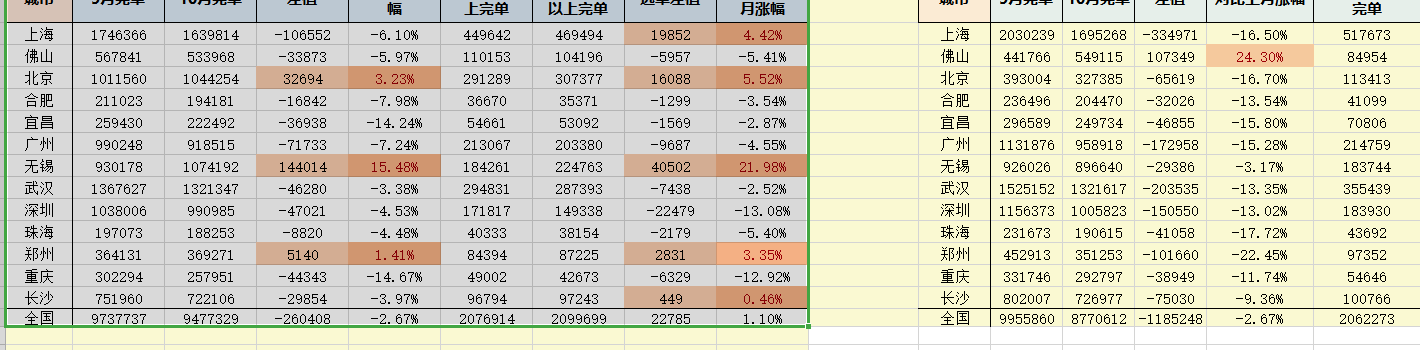 城市 9月完单 10月完单 差值 幅 上完单 以上完单 远单差值 月涨幅 城市 9月完单 10月完单 差值 对比上月涨幅 完单
上海 1746366 1639814 -106552 -6.10% 449642 469494 19852 4.42% 上海 2030239 1695268 -334971 -16.50% 517673
佛山 567841 533968 -33873 -5.97% 110153 104196 -5957 -5.41% 佛山 441766 549115 107349 24.30% 84954
北京 1011560 1044254 32694 3.23% 291289 307377 16088 5.52% 北京 393004 327385 -65619 -16.70% 113413
合肥 211023 194181 -16842 -7.98% 36670 35371 -1299 -3.54% 合肥 236496 204470 -32026 -13.54% 41099
宜昌 259430 222492 -36938 -14.24% 54661 53092 -1569 -2.87% 宜昌 296589 249734 -46855 -15.80% 70806
广州 990248 918515 -71733 -7.24% 213067 203380 -9687 -4.55% 广州 1131876 958918 -172958 -15.28% 214759
无锡 930178 1074192 144014 15.48% 184261 224763 40502 21.98% 无锡 926026 896640 -29386 -3.17% 183744
武汉 1367627 1321347 -46280 -3.38% 294831 287393 -7438 -2.52% 武汉 1525152 1321617 -203535 -13.35% 355439
深圳 1038006 990985 -47021 -4.53% 171817 149338 -22479 -13.08% 深圳 1156373 1005823 -150550 -13.02% 183930
珠海 197073 188253 -8820 -4.48% 40333 38154 -2179 -5.40% 珠海 231673 190615 -41058 -17.72% 43692
郑州 364131 369271 5140 1.41% 84394 87225 2831 3.35% 郑州 452913 351253 -101660 -22.45% 97352
重庆 302294 257951 -44343 -14.67% 49002 42673 -6329 -12.92% 重庆 331746 292797 -38949 -11.74% 54646
长沙 751960 722106 -29854 -3.97% 96794 97243 449 0.46% 长沙 802007 726977 -75030 -9.36% 100766
全国 9737737 9477329 -260408 -2.67% 2076914 2099699 22785 1.10% 全国 9955860 8770612 -1185248 -2.67% 2062273